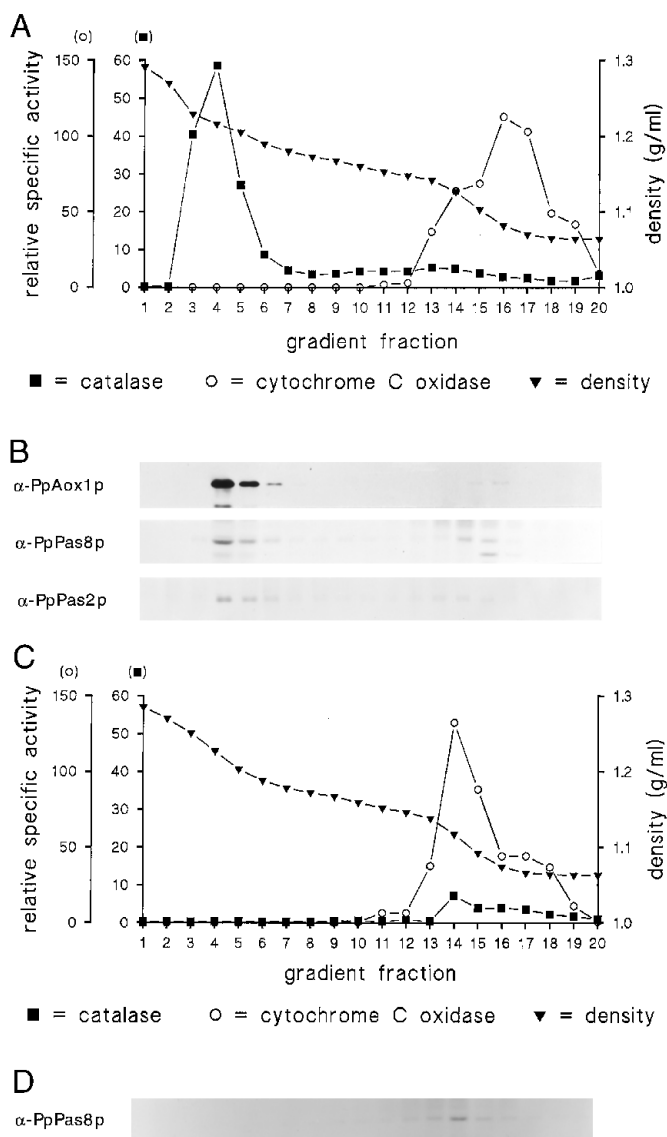 A
(○) (■)
relative specific activity
150 60 1.3
50
100 40 1.2
30
50 20 1.1
10
0 0 1.0
density (g/ml)
1 2 3 4 5 6 7 8 9 10 11 12 13 14 15 16 17 18 19 20
gradient fraction
■ = catalase ○ = cytochrome C oxidase ▼ = density
B
α-PpAox1p
α-PpPas8p
α-PpPas2p
C
(○) (■)
relative specific activity
150 60 1.3
50
100 40 1.2
30
50 20 1.1
10
0 0 1.0
density (g/ml)
1 2 3 4 5 6 7 8 9 10 11 12 13 14 15 16 17 18 19 20
gradient fraction
■ = catalase ○ = cytochrome C oxidase ▼ = density
D
α-PpPas8p